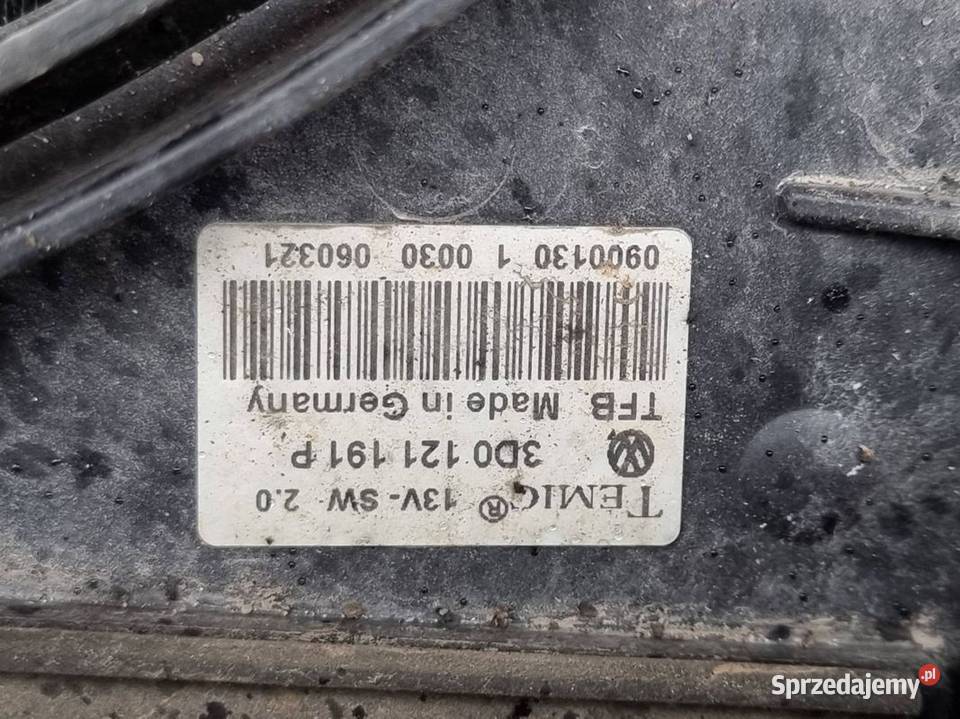 TEMIC® 13V- SW 2.0
3D0 121 191 P
TFB Made in Germany
0900130 1 0030 060321
Sprzedajemy.pl